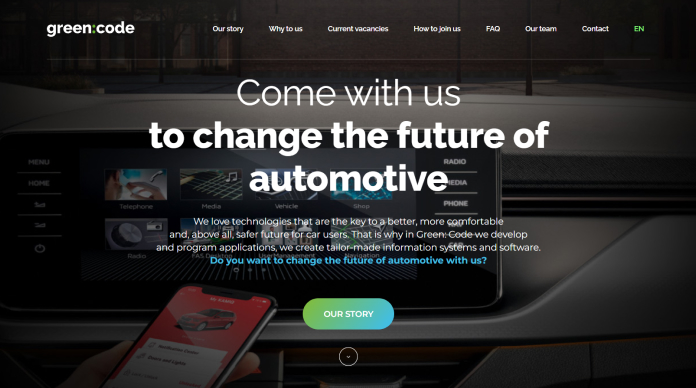 green:code
Our story Why to us Current vacancies How to join us FAQ Our team Contact EN
Come with us
to change the future of
automotive
MENU
HOME
RADIO
MEDIA
PHONE
Telephone Media Vehicle Shop
We love technologies that are the key to a better, more comfortable
and, above all, safer future for car users. That is why in Green: Code we develop
and program applications, we create tailor-made information systems and software.
Do you want to change the future of automotive with us?
Radio UserManagement Navigation
OUR STORY